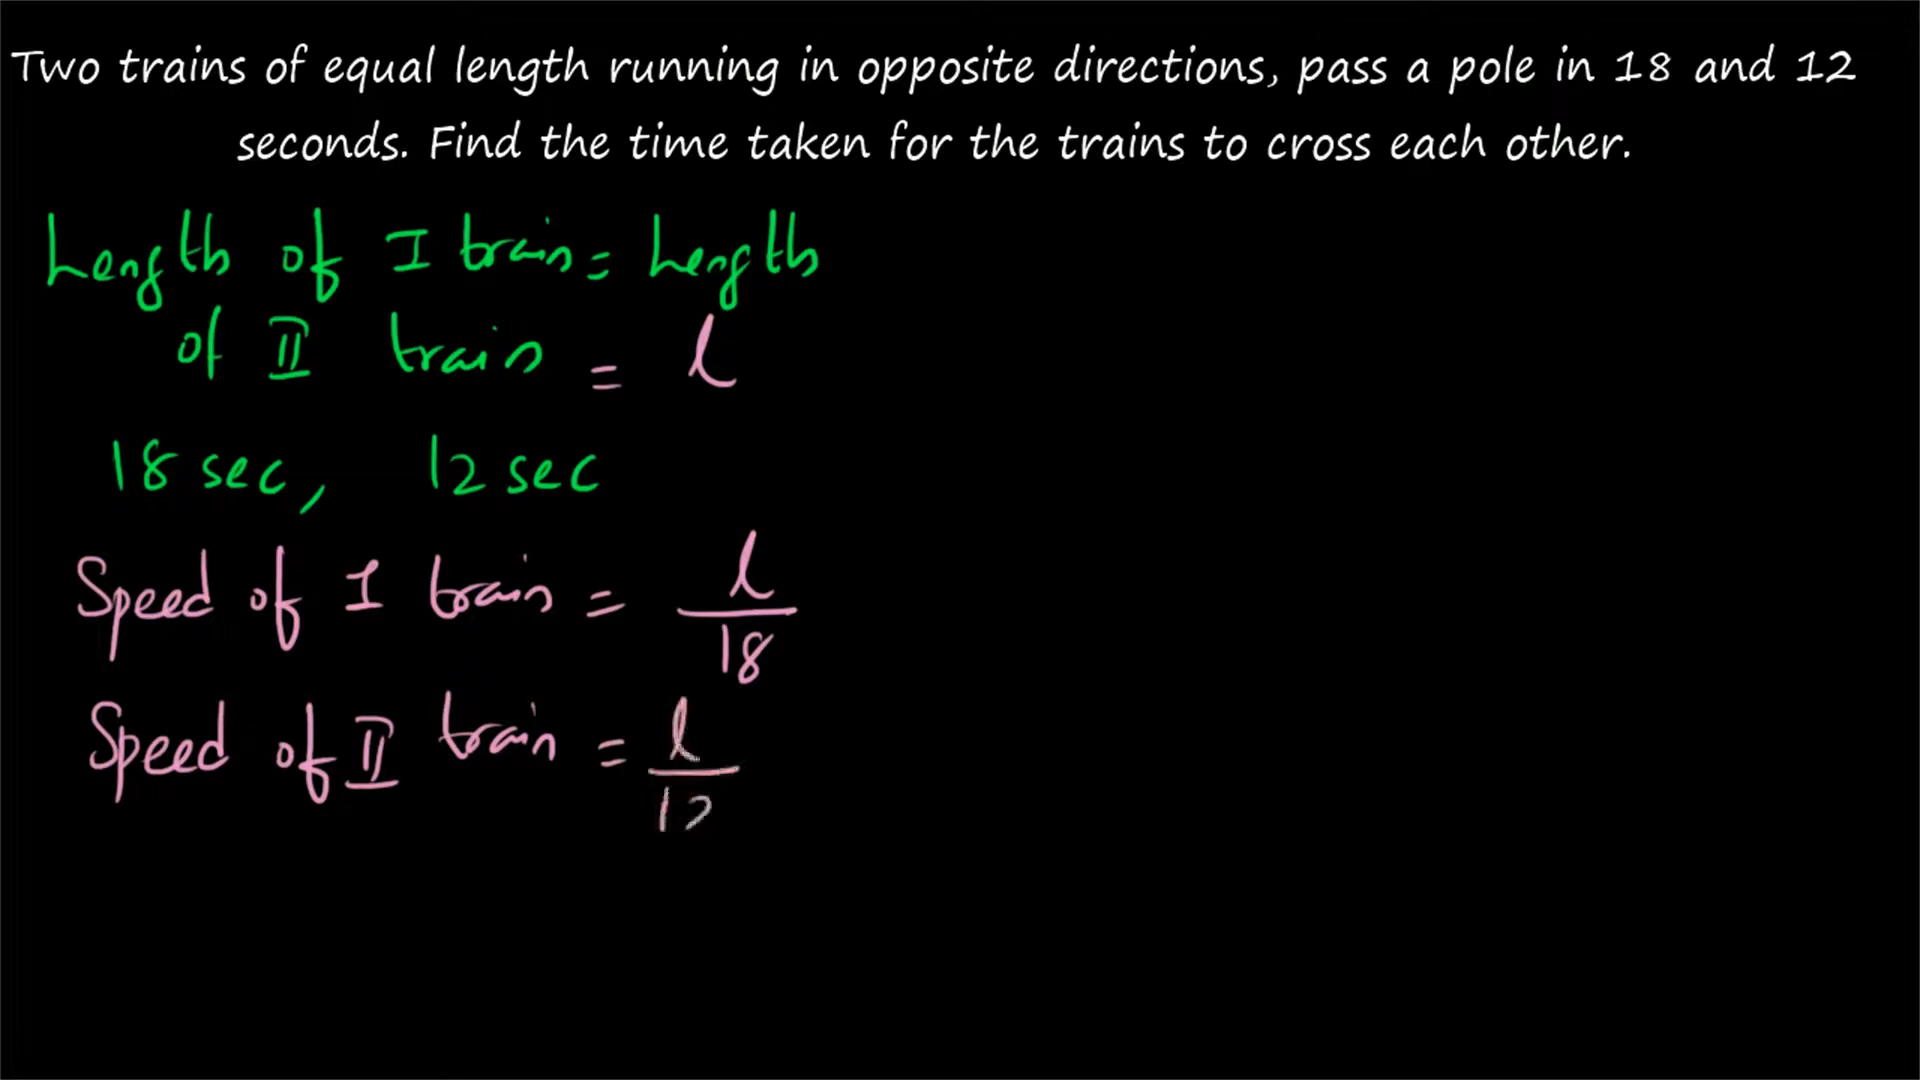 Two trains of equal length running in opposite directions, pass a pole in 18 and 12
seconds. Find the time taken for the trains to cross each other.
Length of I train = Length
of II train = l
18 sec, 12 sec
Speed of I train = l/18
Speed of II train = l/12